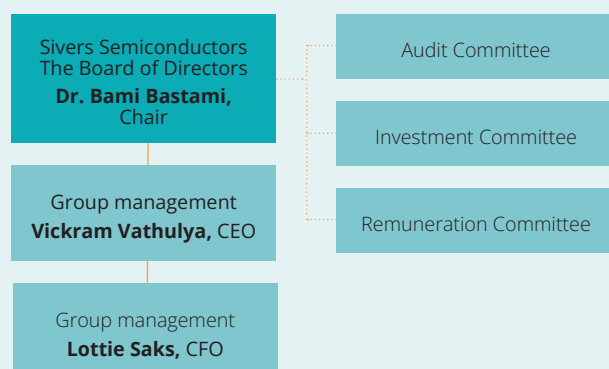 Sivers Semiconductors
The Board of Directors
Dr. Bami Bastami,
Chair
Group management
Vickram Vathulya, CEO
Group management
Lottie Saks, CFO
Audit Committee
Investment Committee
Remuneration Committee